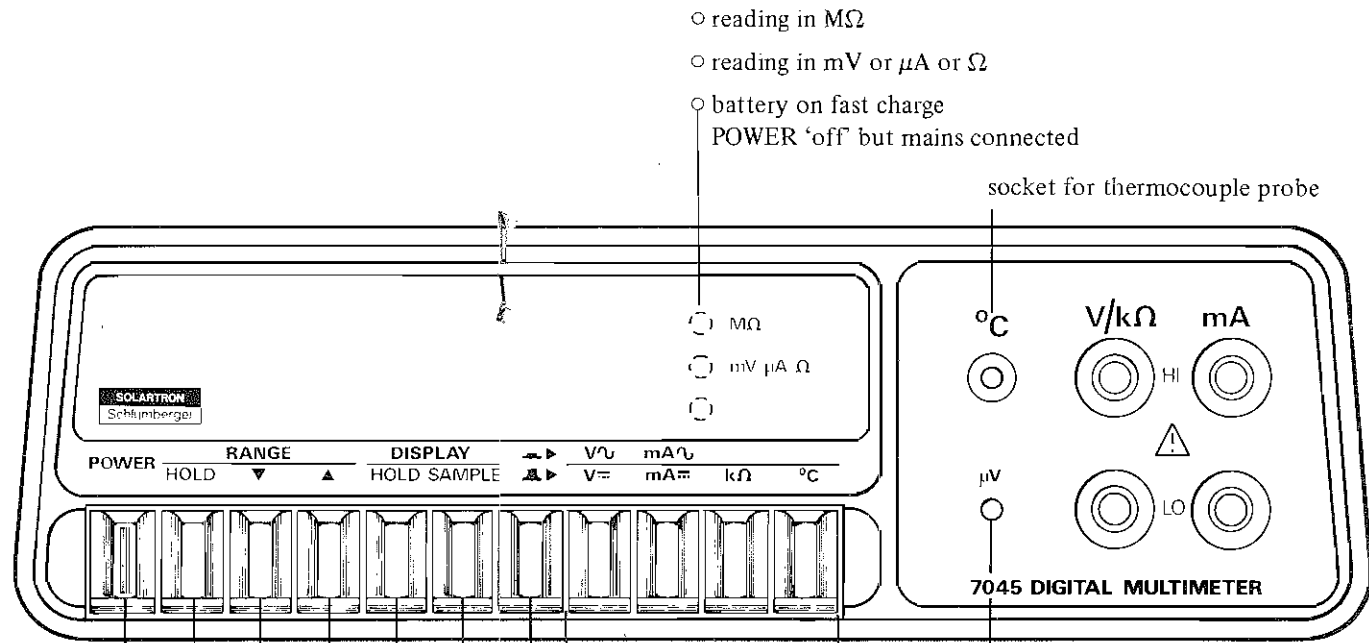 reading in MΩ
reading in mV or μA or Ω
battery on fast charge
POWER ‘off’ but mains connected
socket for thermocouple probe
MΩ
mV μA Ω
SOLARTRON
Schlumberger
POWER RANGE DISPLAY V∿ mA∿
HOLD ▼ ▲ HOLD SAMPLE V⎓ mA⎓ kΩ °C
°C V/kΩ mA
HI
μV
LO
7045 DIGITAL MULTIMETER